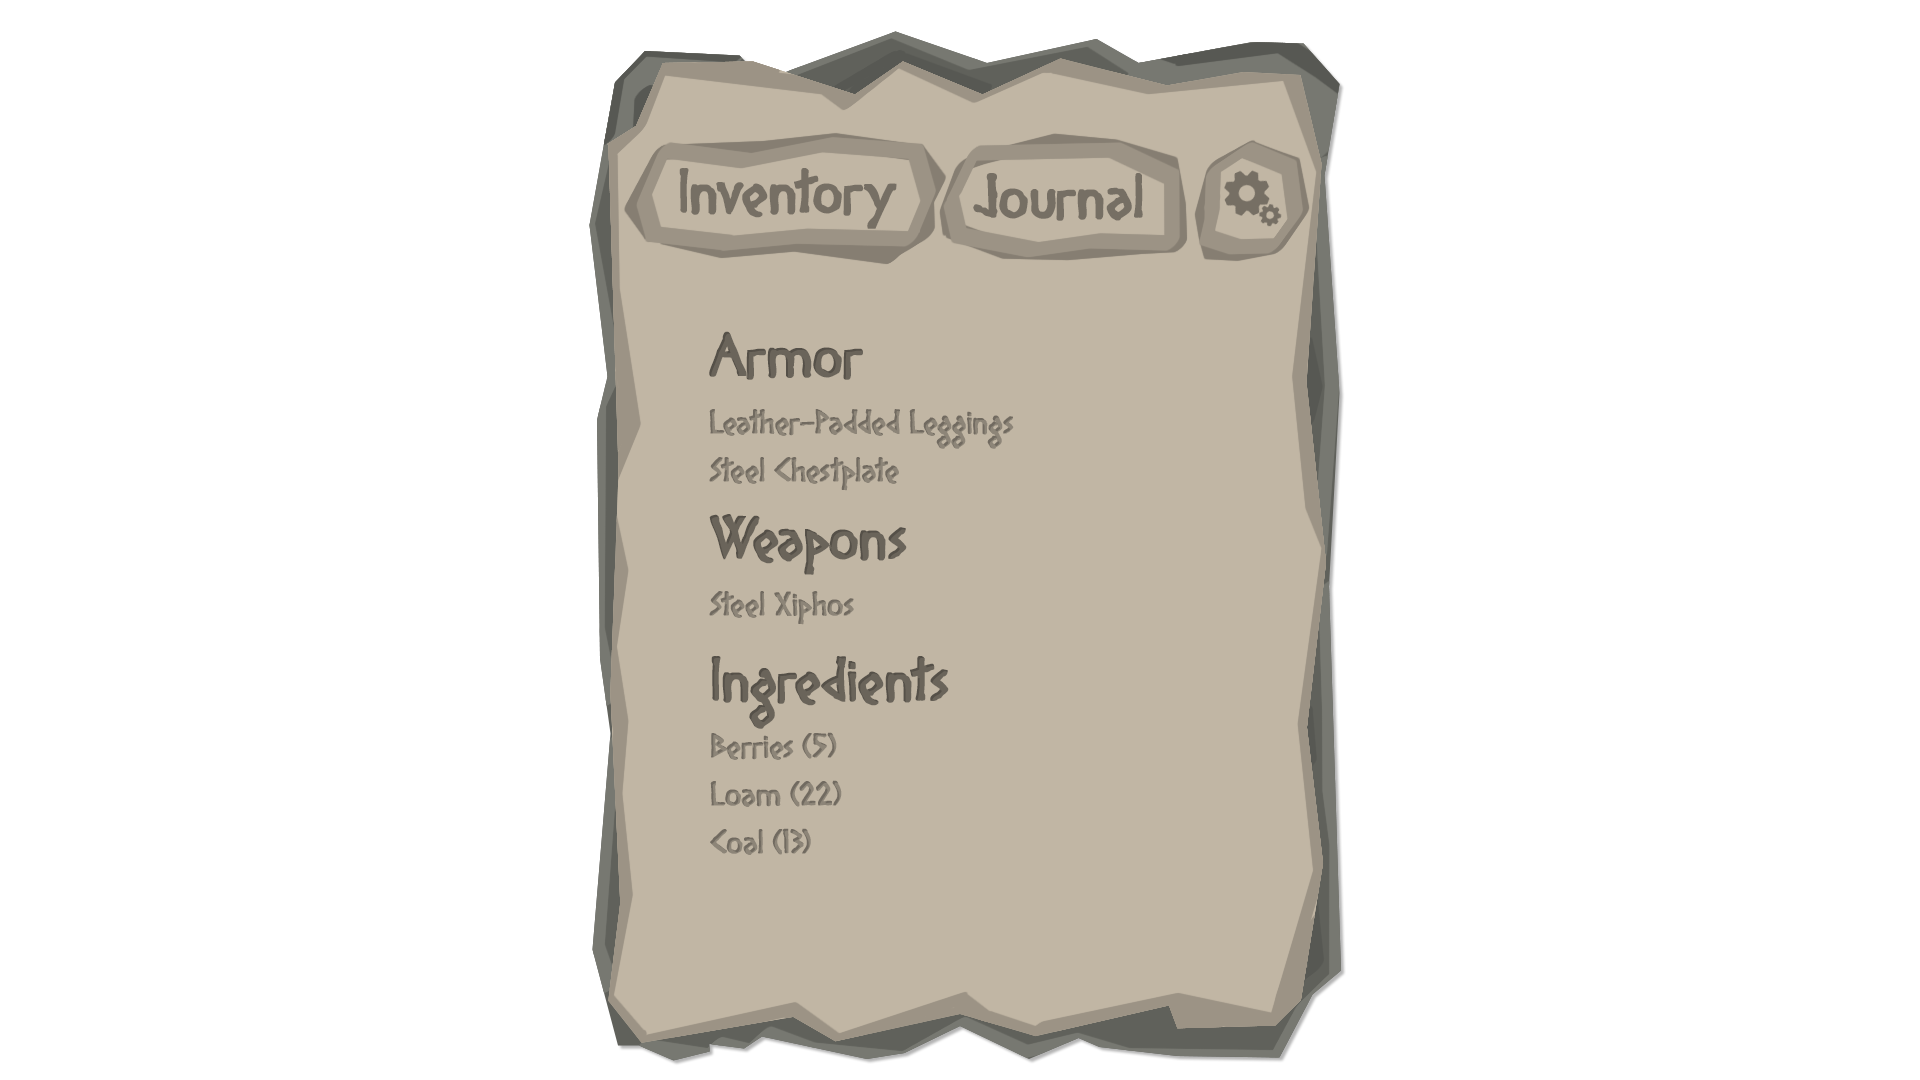 Inventory Journal
Armor
Leather-Padded Leggings
Steel Chestplate
Weapons
Steel Xiphos
Ingredients
Berries (5)
Loam (22)
Coal (13)